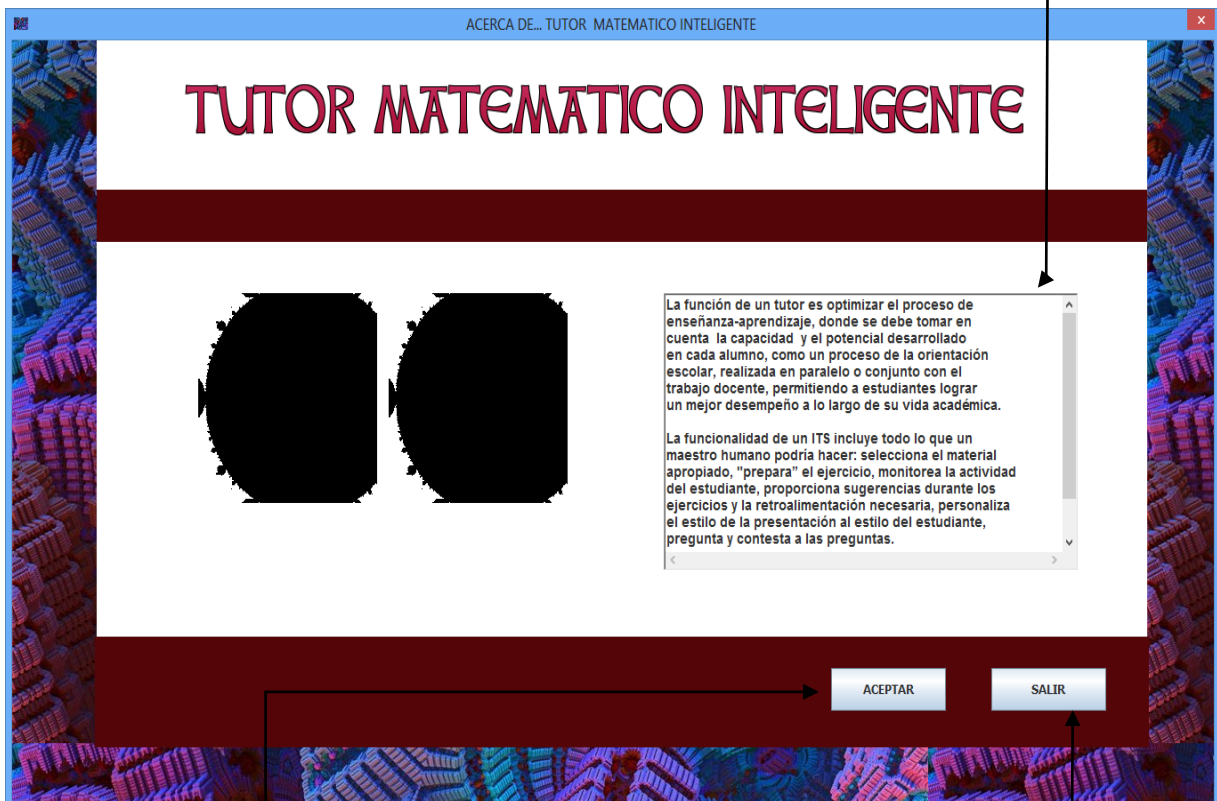 ACERCA DE... TUTOR  MATEMATICO INTELIGENTE
x
TUTOR MATEMATICO INTELIGENTE
La función de un tutor es optimizar el proceso de
enseñanza-aprendizaje, donde se debe tomar en
cuenta  la capacidad  y el potencial desarrollado
en cada alumno, como un proceso de la orientación
escolar, realizada en paralelo o conjunto con el
trabajo docente, permitiendo a estudiantes lograr
un mejor desempeño a lo largo de su vida académica.
La funcionalidad de un ITS incluye todo lo que un
maestro humano podría hacer: selecciona el material
apropiado, "prepara" el ejercicio, monitorea la actividad
del estudiante, proporciona sugerencias durante los
ejercicios y la retroalimentación necesaria, personaliza
el estilo de la presentación al estilo del estudiante,
pregunta y contesta a las preguntas.
ACEPTAR
SALIR